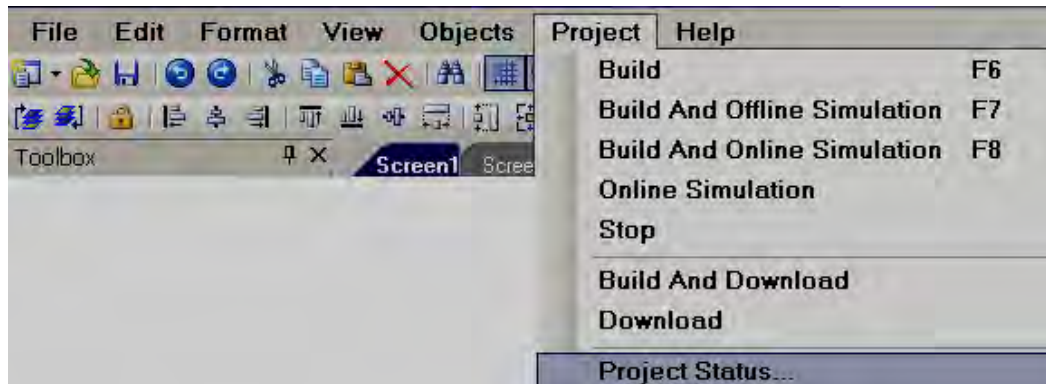 File Edit Format View Objects Project Help
Build F6
Build And Offline Simulation F7
Build And Online Simulation F8
Online Simulation
Stop
Build And Download
Download
Project Status...
Toolbox
Screen1 Scree